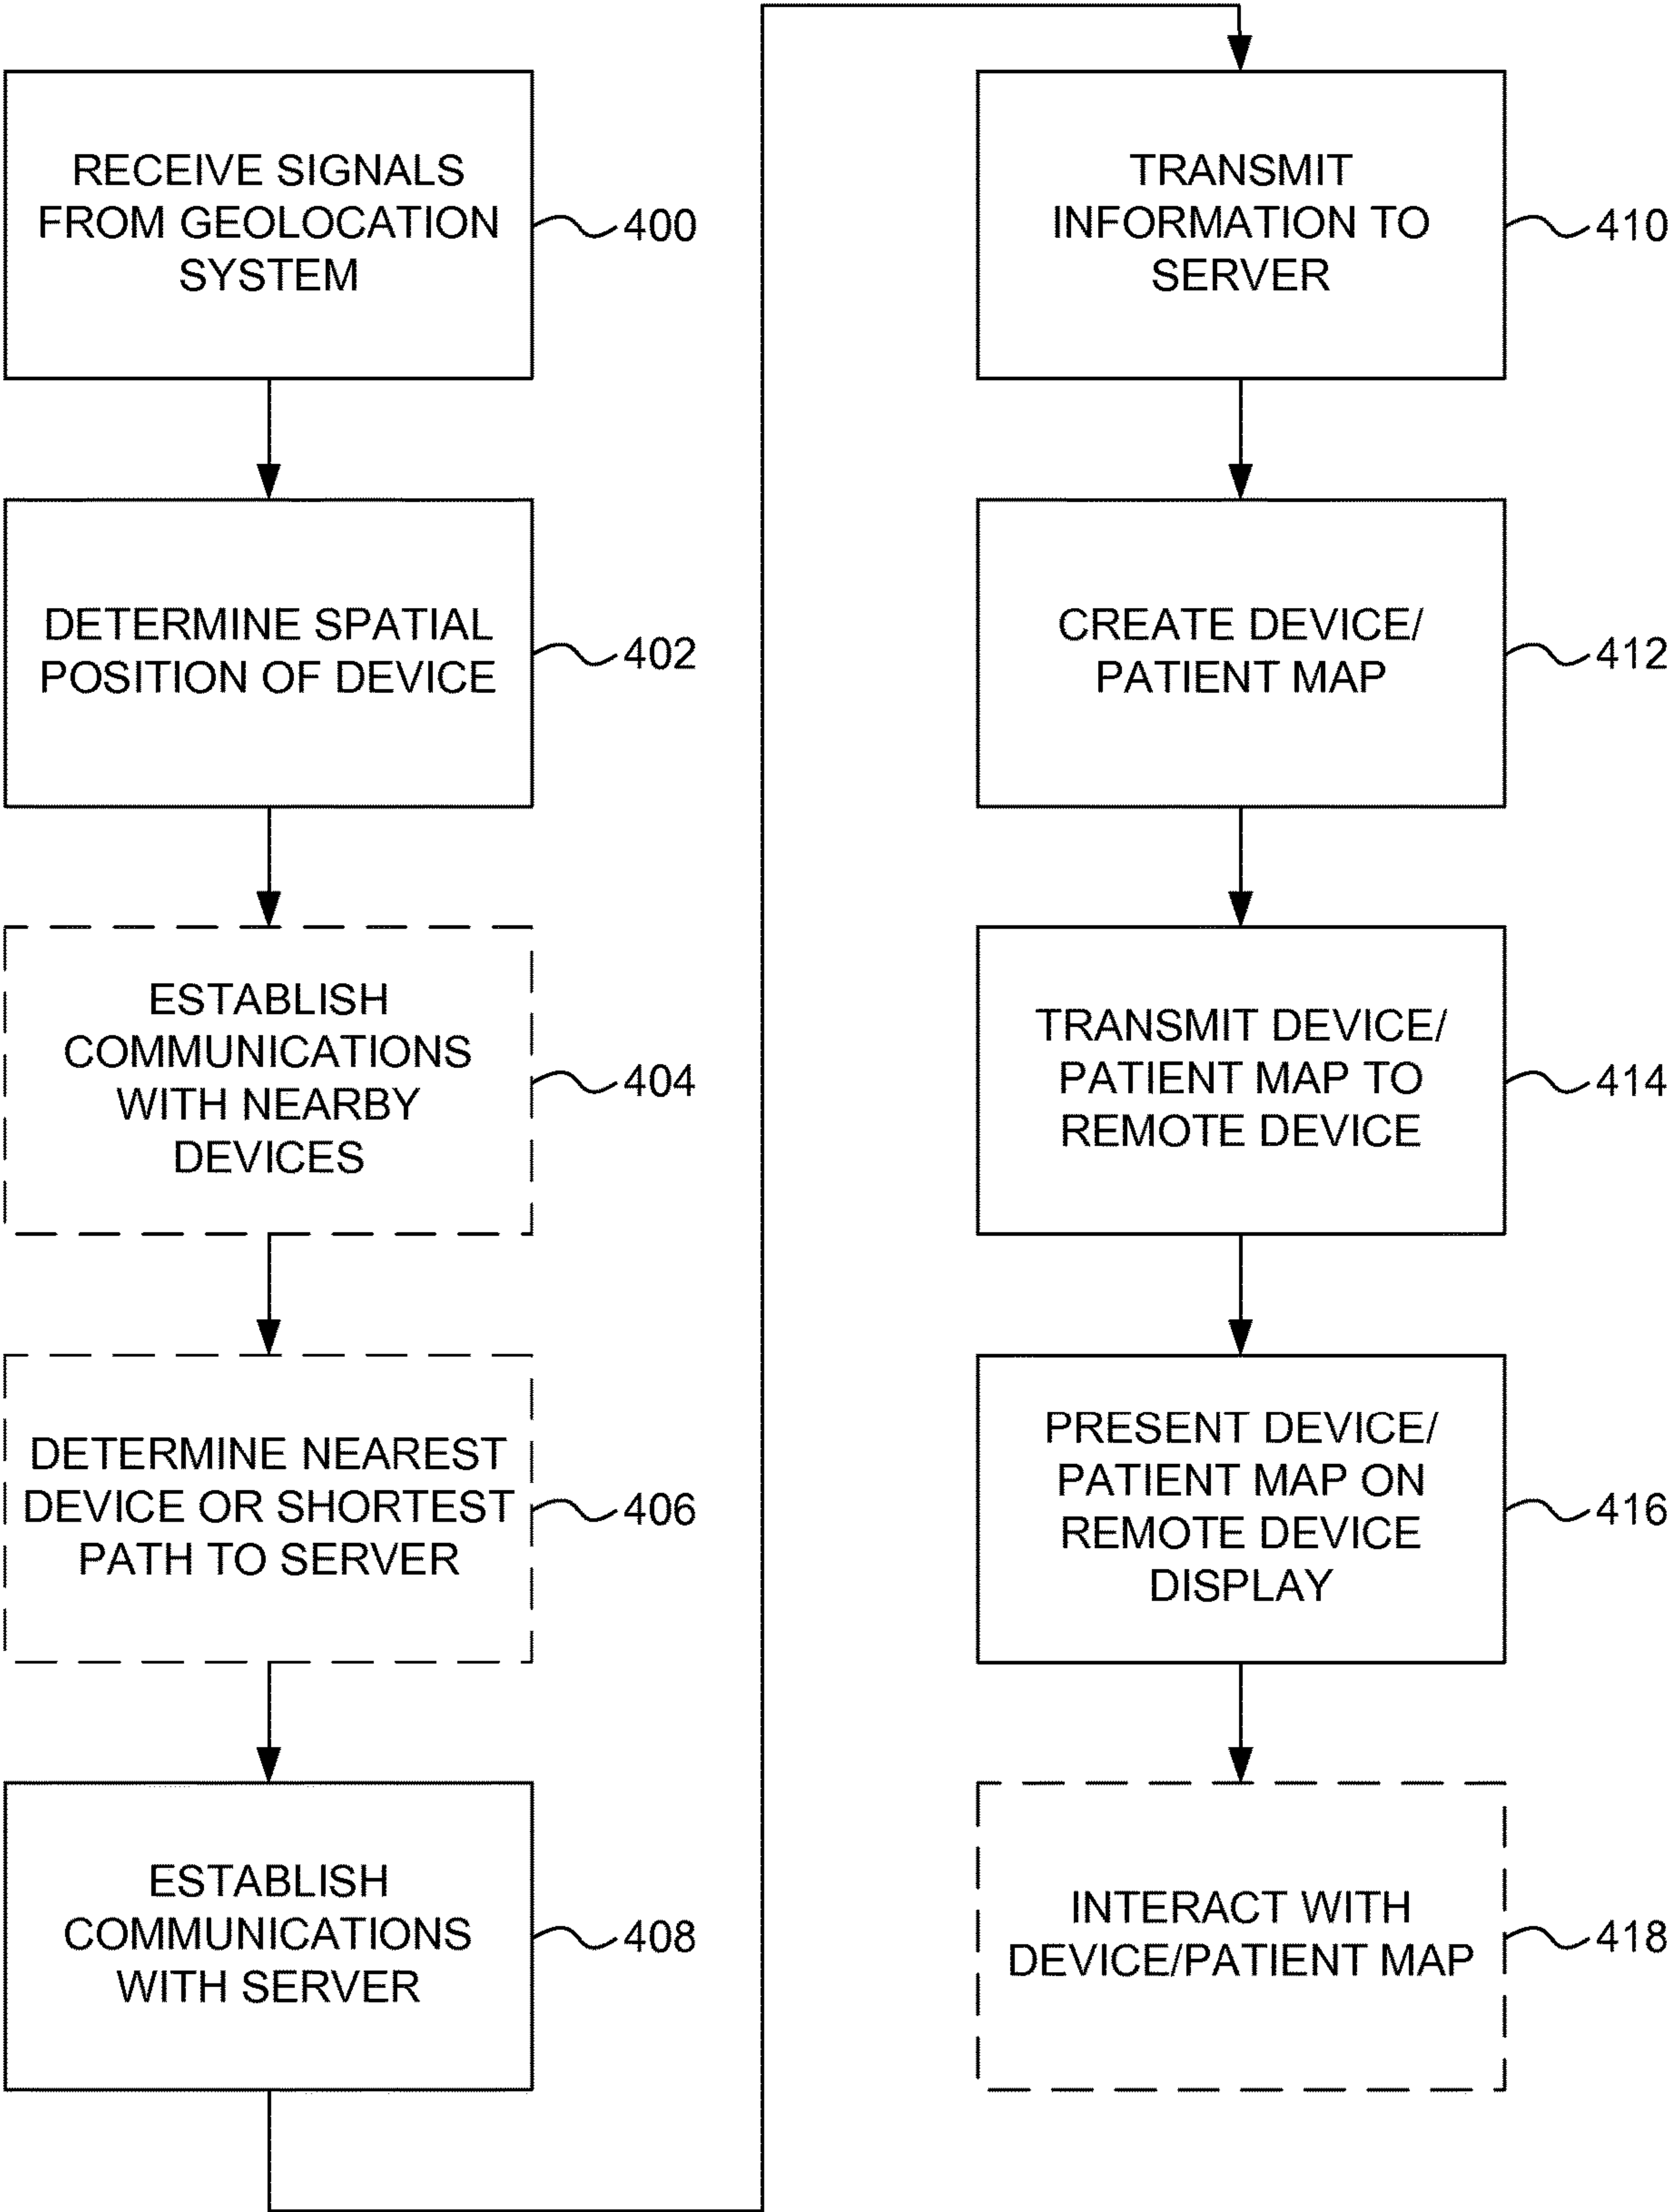 RECEIVE SIGNALS
FROM GEOLOCATION
SYSTEM
400
DETERMINE SPATIAL
POSITION OF DEVICE
402
ESTABLISH
COMMUNICATIONS
WITH NEARBY
DEVICES
404
DETERMINE NEAREST
DEVICE OR SHORTEST
PATH TO SERVER
406
ESTABLISH
COMMUNICATIONS
WITH SERVER
408
TRANSMIT
INFORMATION TO
SERVER
410
CREATE DEVICE/
PATIENT MAP
412
TRANSMIT DEVICE/
PATIENT MAP TO
REMOTE DEVICE
414
PRESENT DEVICE/
PATIENT MAP ON
REMOTE DEVICE
DISPLAY
416
INTERACT WITH
DEVICE/PATIENT MAP
418